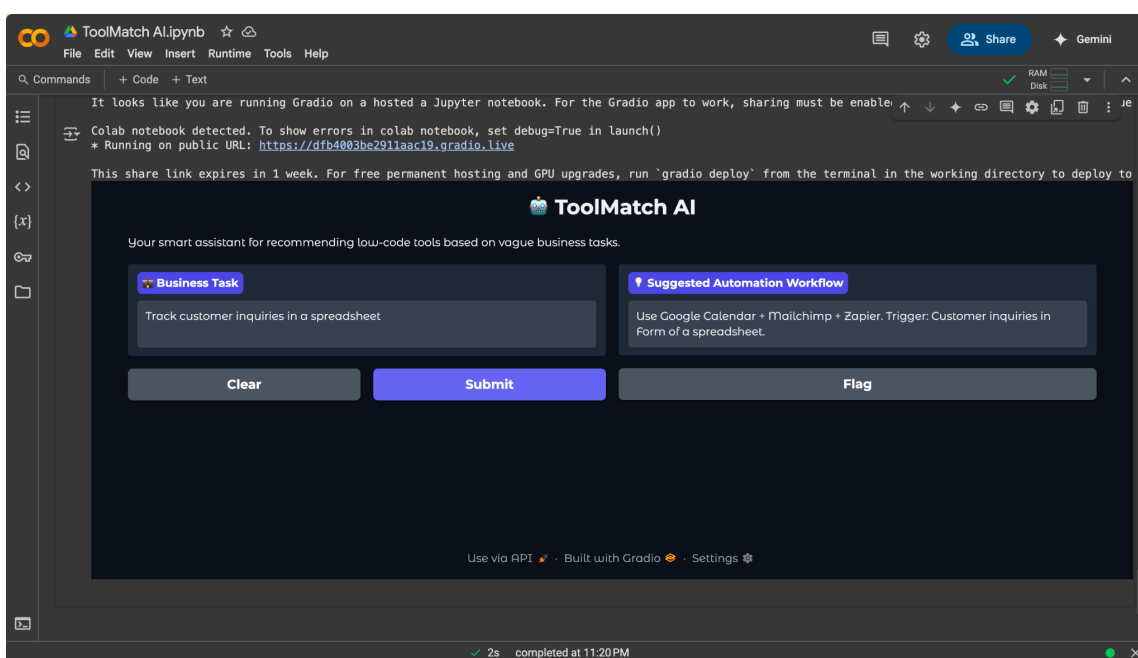 ToolMatch AI.ipynb
File Edit View Insert Runtime Tools Help
Share
Gemini
Commands + Code + Text
RAM
Disk
It looks like you are running Gradio on a hosted a Jupyter notebook. For the Gradio app to work, sharing must be enable
Colab notebook detected. To show errors in colab notebook, set debug=True in launch()
* Running on public URL: https://dfb4003be2911aac19.gradio.live
This share link expires in 1 week. For free permanent hosting and GPU upgrades, run `gradio deploy` from the terminal in the working directory to deploy to
🤖 ToolMatch AI
Your smart assistant for recommending low-code tools based on vague business tasks.
💼 Business Task
Track customer inquiries in a spreadsheet
💡 Suggested Automation Workflow
Use Google Calendar + Mailchimp + Zapier. Trigger: Customer inquiries in
Form of a spreadsheet.
Clear
Submit
Flag
Use via API 🚀 · Built with Gradio · Settings ⚙️
2s completed at 11:20 PM